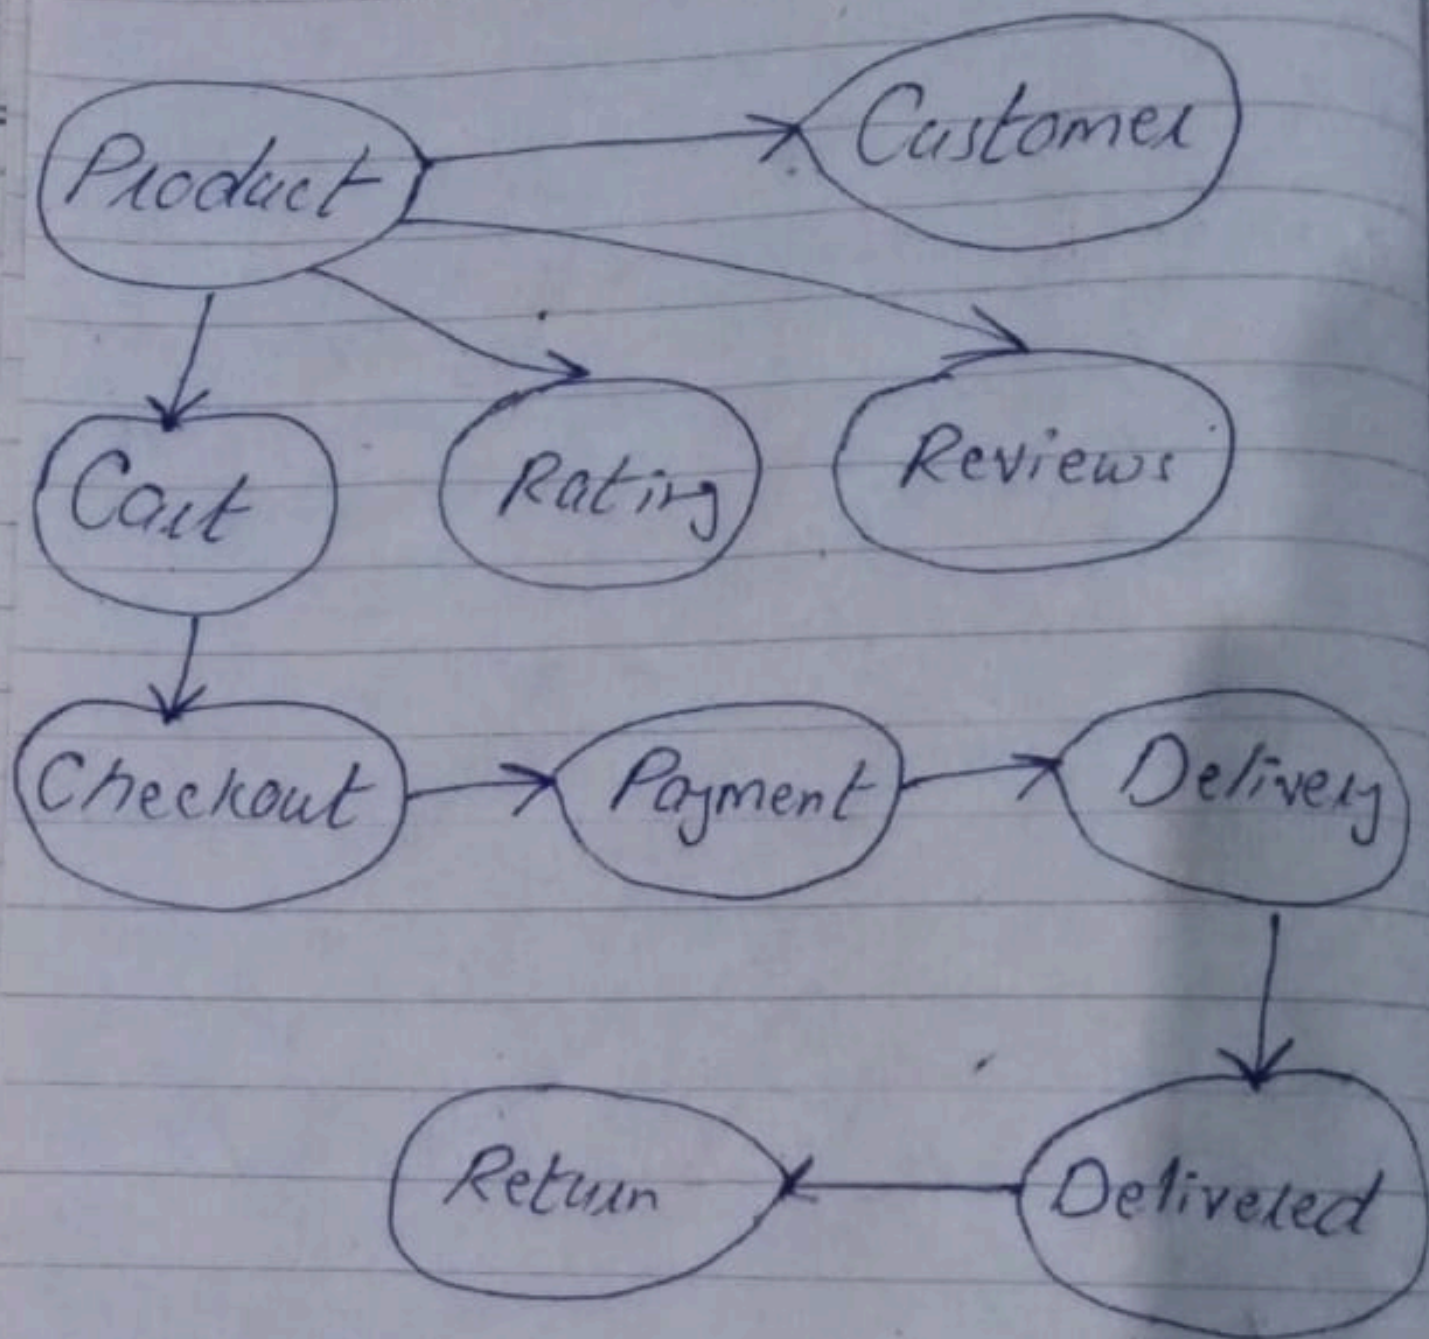 Product
Customer
Cart
Rating
Reviews
Checkout
Payment
Delivery
Delivered
Return